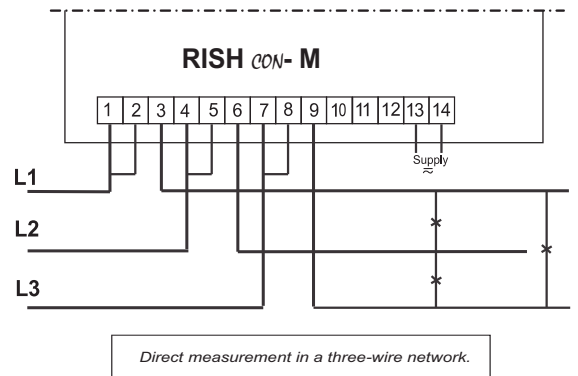 RISH CON- M
1 2 3 4 5 6 7 8 9 10 11 12 13 14
Supply
L1
L2
L3
Direct measurement in a three-wire network.